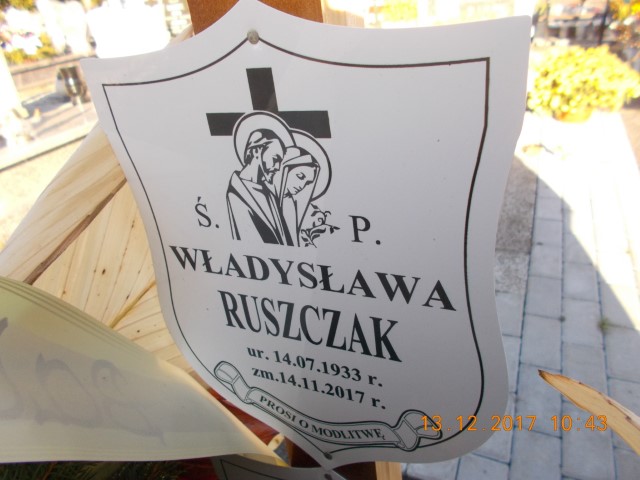 Ś. P.
WŁADYSŁAWA
RUSZCZAK
ur. 14.07.1933 r.
zm.14.11.2017 r.
PROSI O MODLITWĘ
13.12.2017 10:43